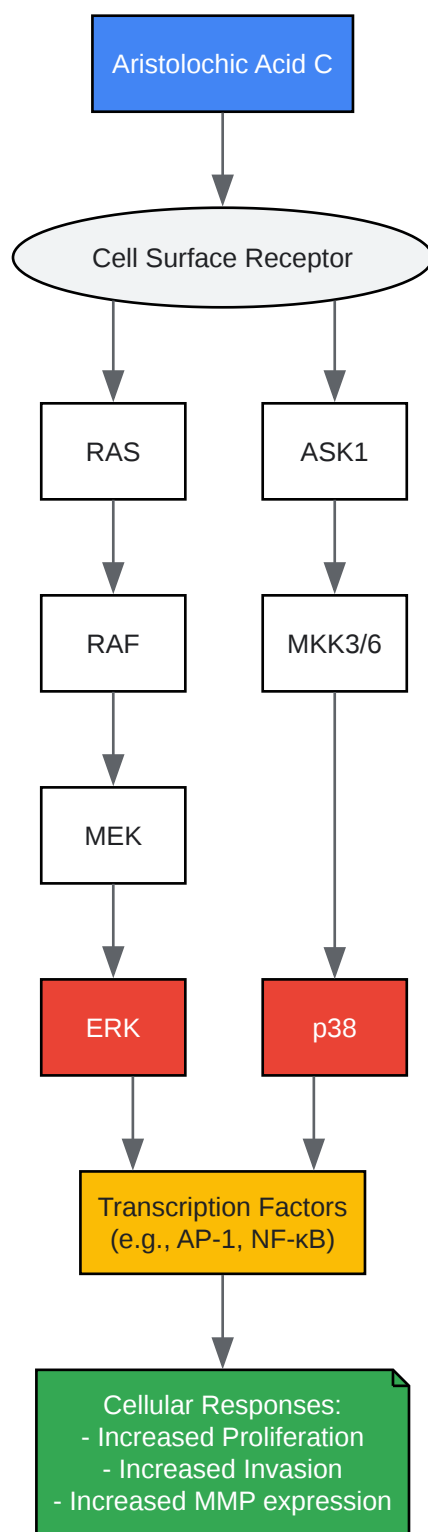 Aristolochic Acid C
Cell Surface Receptor
RAS
ASK1
RAF
MKK3/6
MEK
ERK
p38
Transcription Factors
(e.g., AP-1, NF-κB)
Cellular Responses:
- Increased Proliferation
- Increased Invasion
- Increased MMP expression